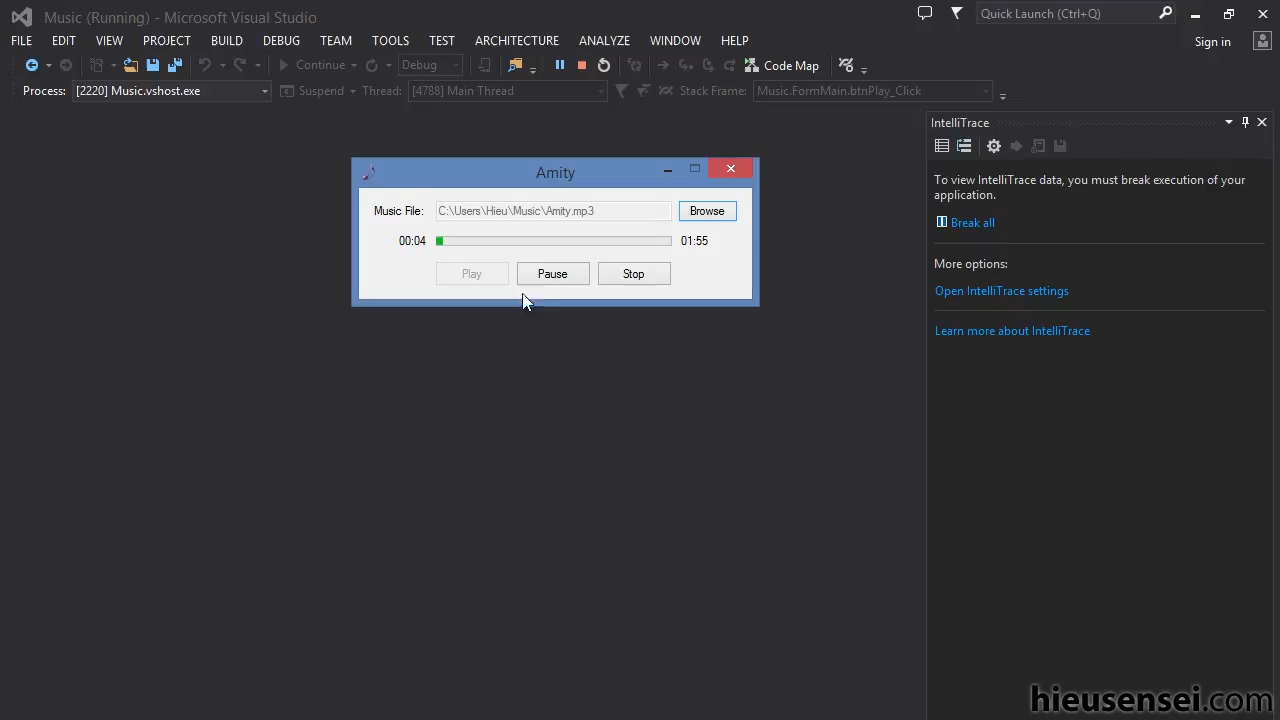 Music (Running) - Microsoft Visual Studio
Quick Launch (Ctrl+Q)
FILE EDIT VIEW PROJECT BUILD DEBUG TEAM TOOLS TEST ARCHITECTURE ANALYZE WINDOW HELP
Sign in
Continue Debug Code Map
Process: [2220] Music.vshost.exe Suspend Thread: [4788] Main Thread Stack Frame: Music.FormMain.btnPlay_Click
IntelliTrace
To view IntelliTrace data, you must break execution of your
application.
Break all
More options:
Open IntelliTrace settings
Learn more about IntelliTrace
Amity
Music File: C:\Users\Hieu\Music\Amity.mp3 Browse
00:04 01:55
Play Pause Stop
hieusensei.com